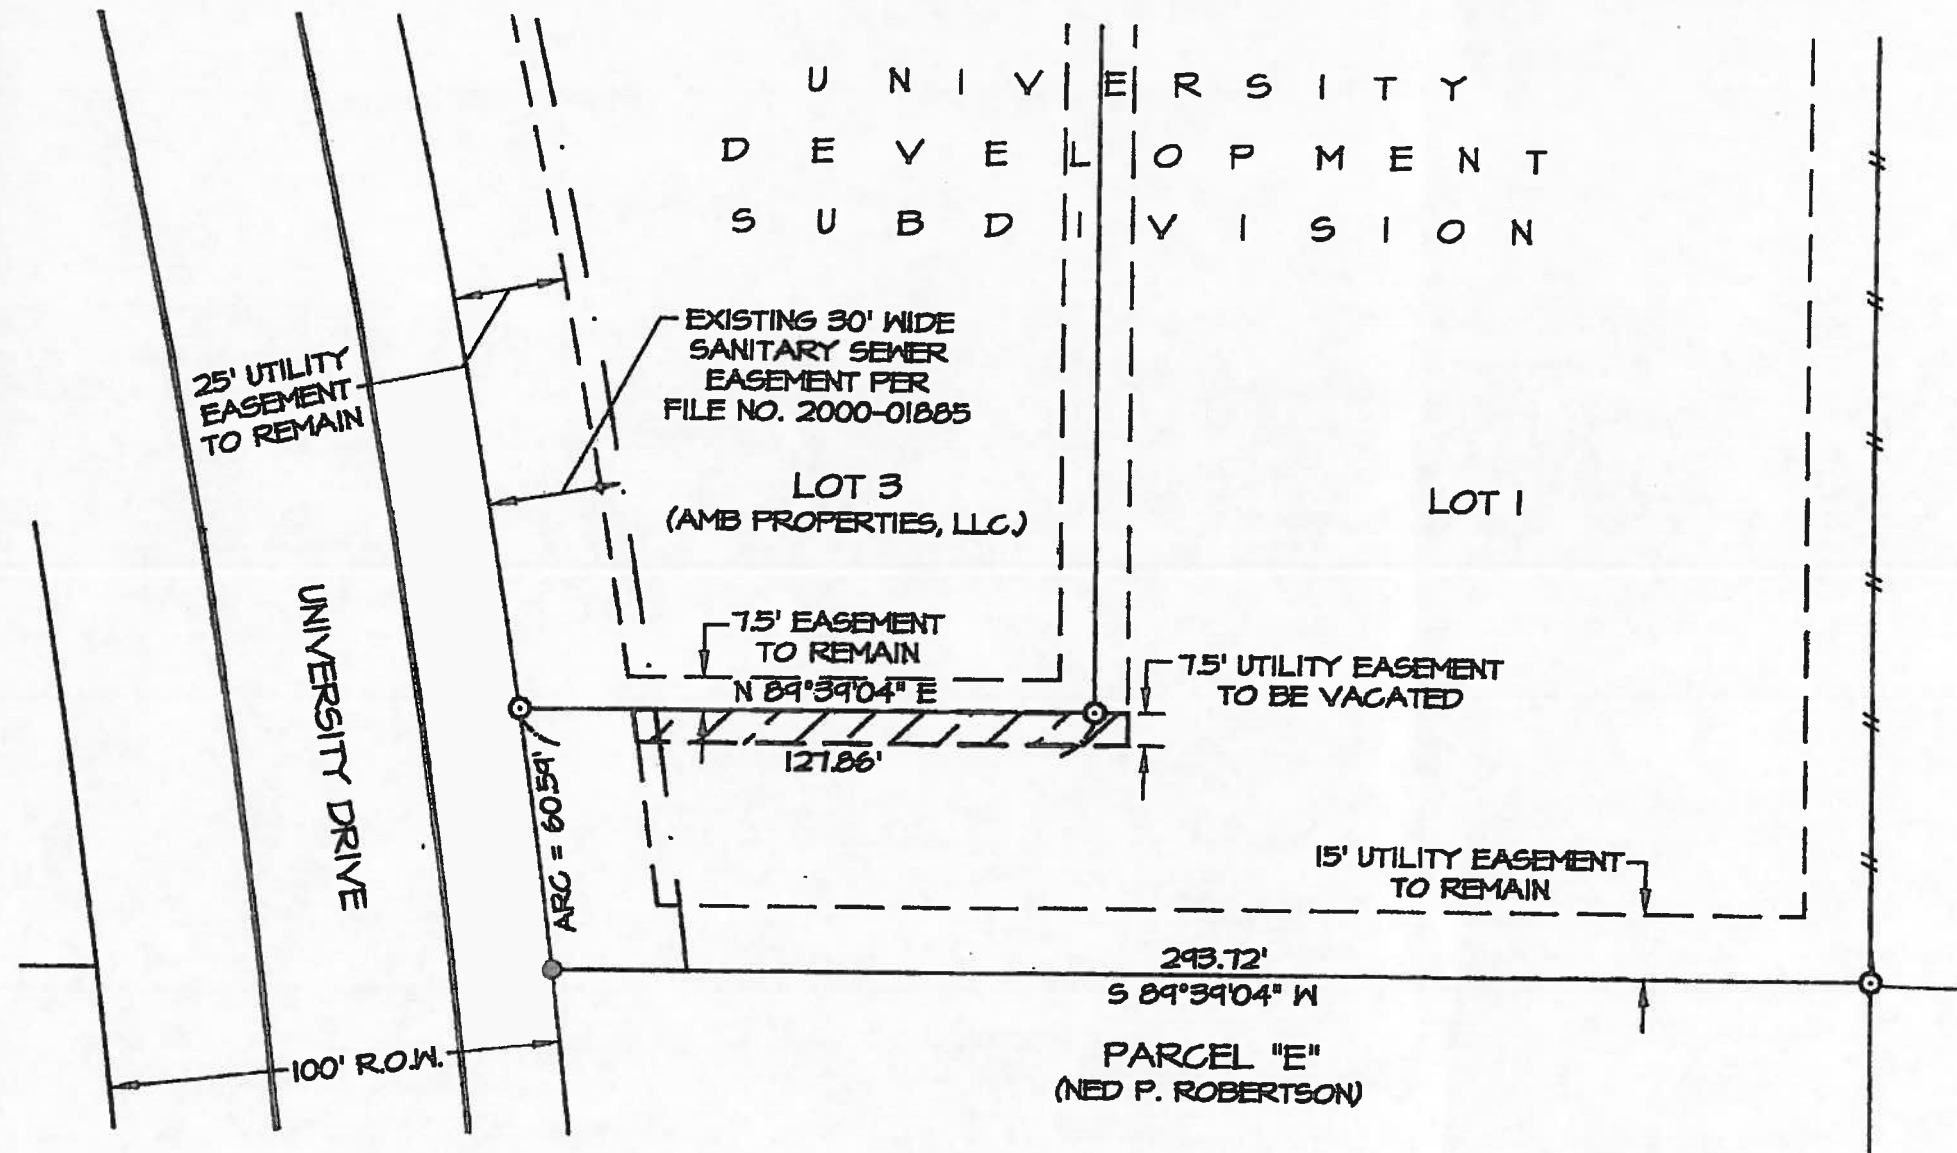 UNIVERSITY
DEVELOPMENT
SUBDIVISION
25' UTILITY
EASEMENT
TO REMAIN
EXISTING 30' WIDE
SANITARY SEWER
EASEMENT PER
FILE NO. 2000-01885
LOT 3
(AMB PROPERTIES, LLC.)
LOT 1
UNIVERSITY DRIVE
7.5' EASEMENT
TO REMAIN
N 89°39'04" E
7.5' UTILITY EASEMENT
TO BE VACATED
127.86'
ARC = 60.59'
15' UTILITY EASEMENT
TO REMAIN
293.72'
S 89°39'04" W
100' R.O.W.
PARCEL "E"
(NED P. ROBERTSON)